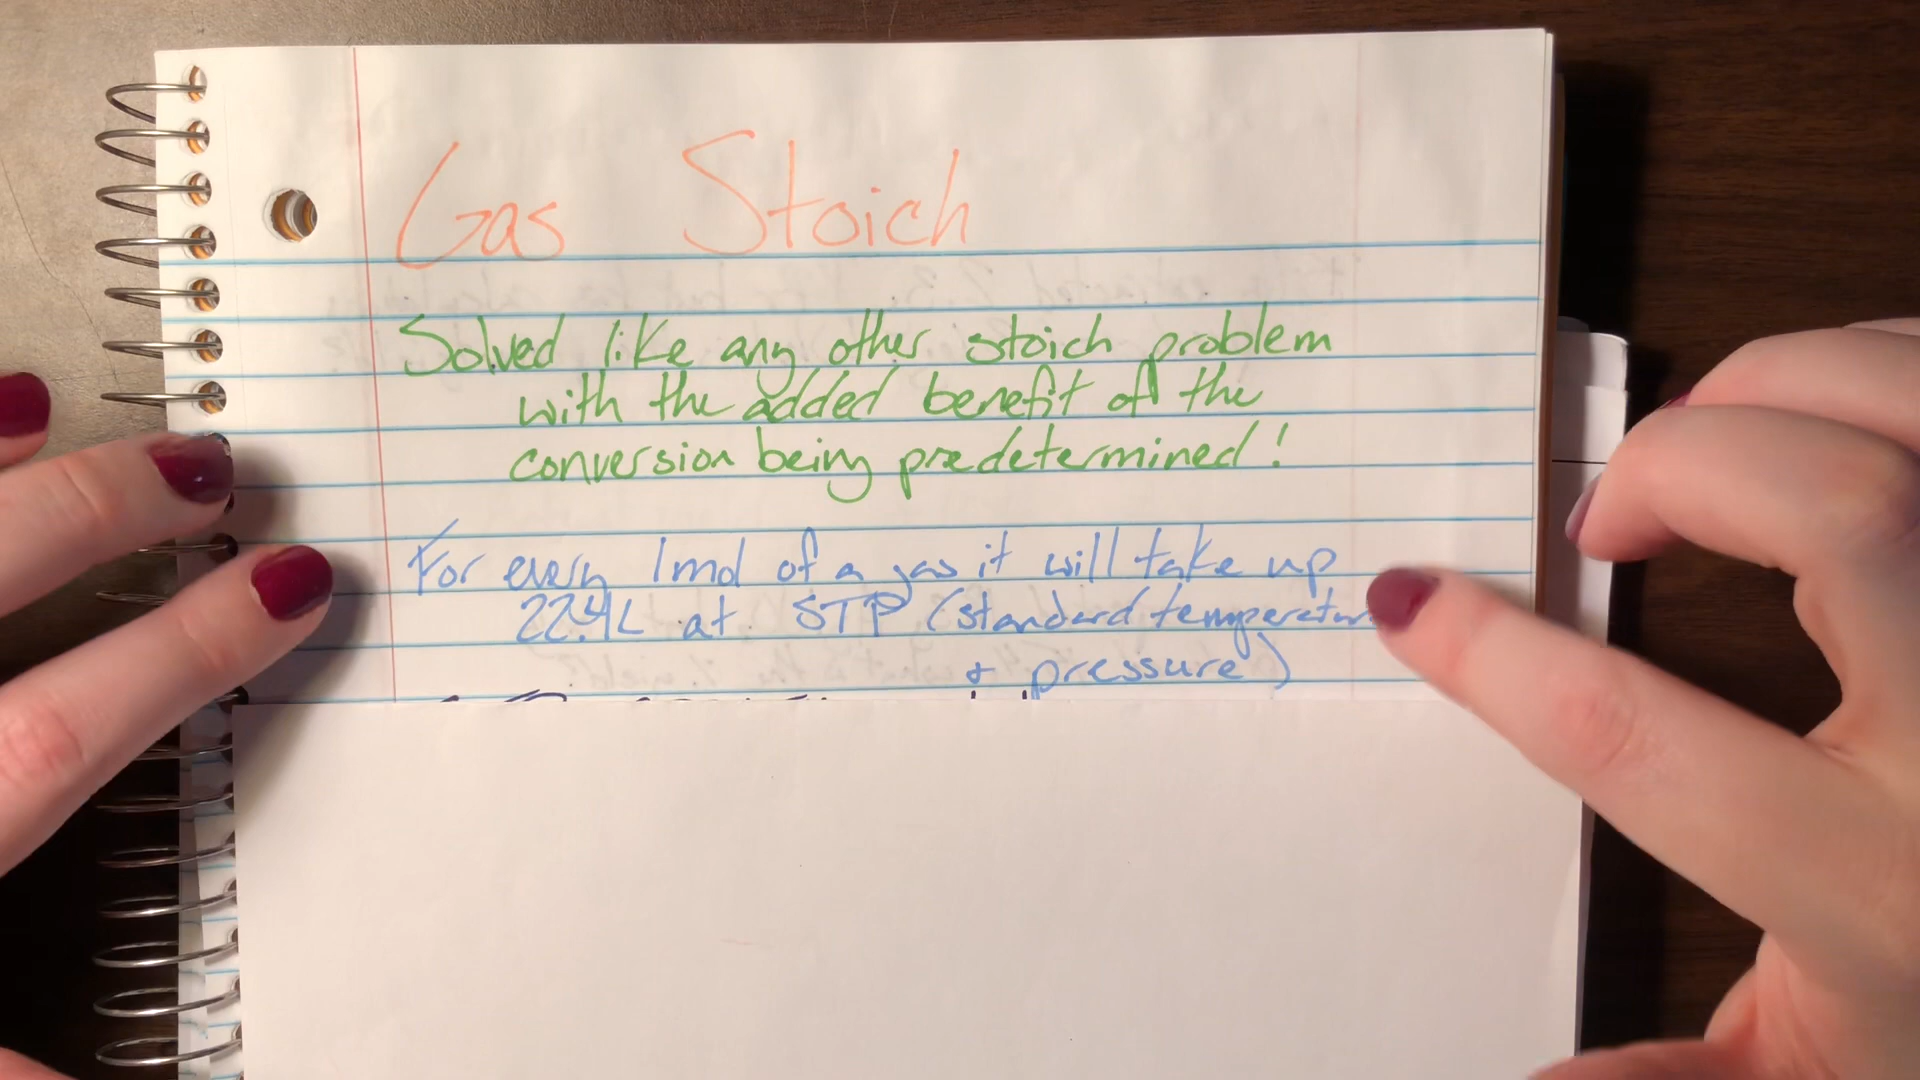 Gas Stoich
Solved like any other stoich problem
with the added benefit of the
conversion being predetermined!
For every 1mol of a gas it will take up
22.4L at STP (standard temperature
+ pressure)